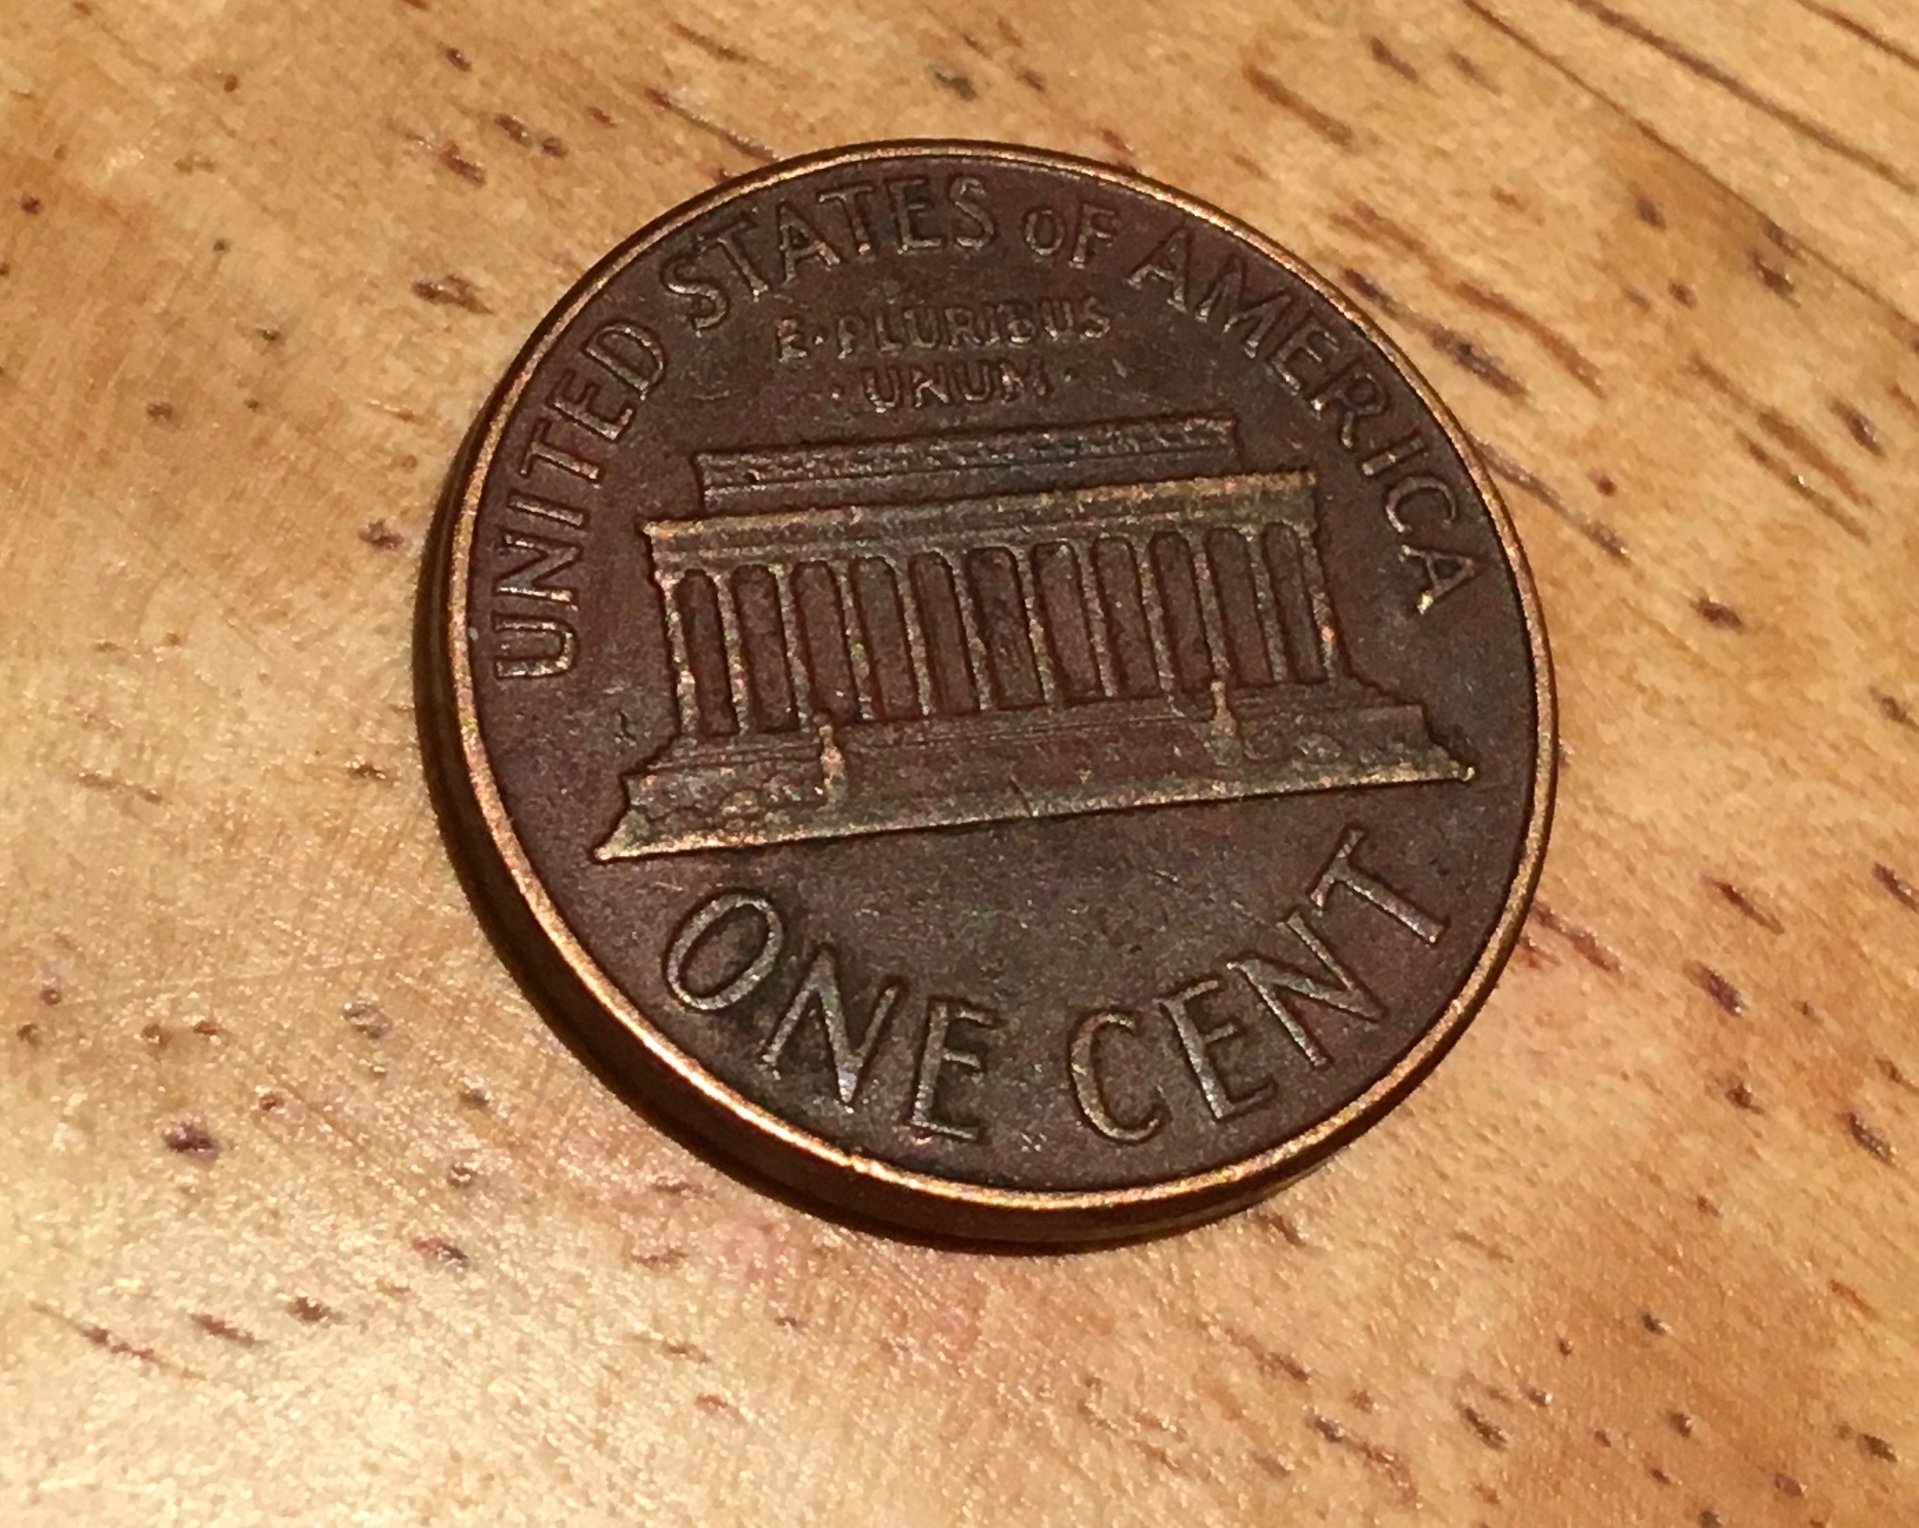 UNITED STATES OF AMERICA
E·PLURIBUS
·UNUM·
ONE CENT